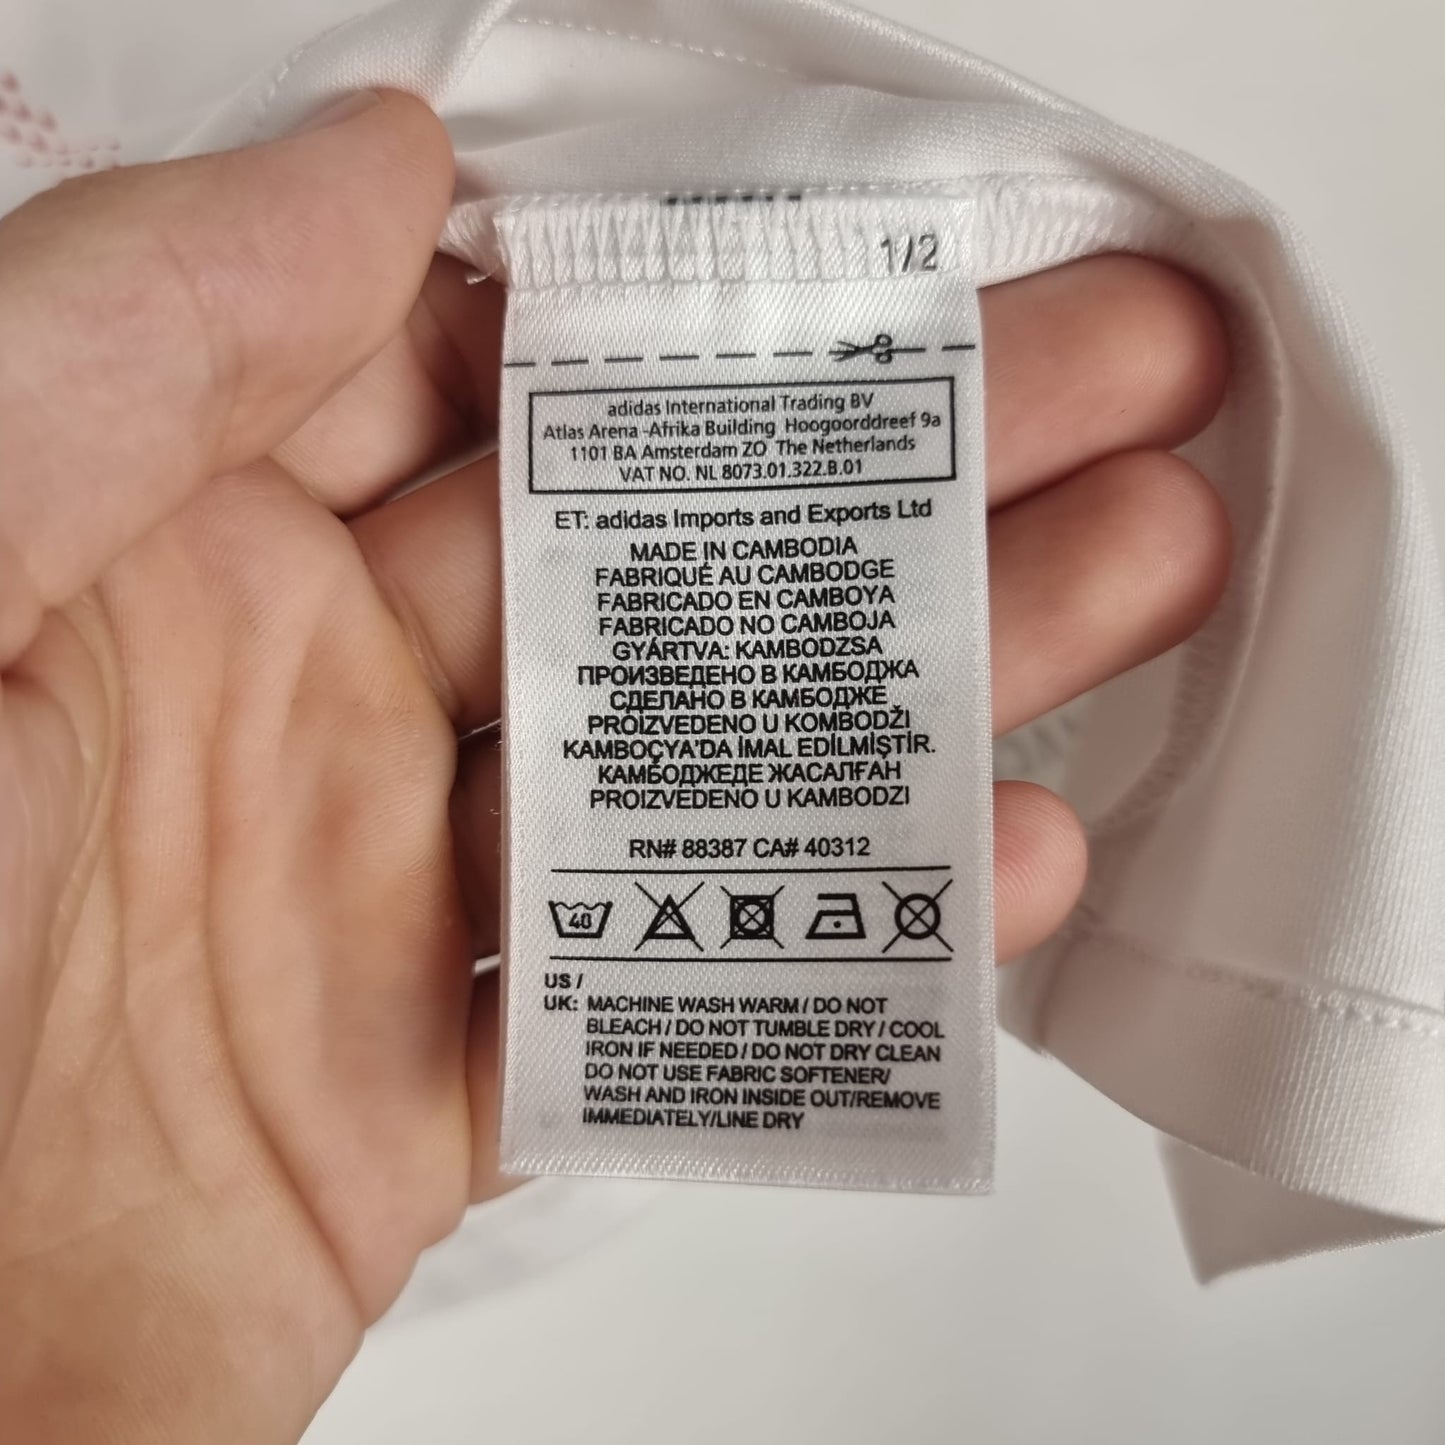 1/2
adidas International Trading BV
Atlas Arena -Afrika Building Hoogoorddreef 9a
1101 BA Amsterdam ZO The Netherlands
VAT NO. NL 8073.01.322.B.01
ET: adidas Imports and Exports Ltd
MADE IN CAMBODIA
FABRIQUÉ AU CAMBODGE
FABRICADO EN CAMBOYA
FABRICADO NO CAMBOJA
GYÁRTVA: KAMBODZSA
ПРОИЗВЕДЕНО В КАМБОДЖА
СДЕЛАНО В КАМБОДЖЕ
PROIZVEDENO U KOMBODŽI
KAMBOÇYA'DA İMAL EDİLMİŞTİR.
КАМБОДЖЕДЕ ЖАСАЛҒАН
PROIZVEDENO U KAMBODZI
RN# 88387 CA# 40312
40
US /
UK: MACHINE WASH WARM / DO NOT
BLEACH / DO NOT TUMBLE DRY / COOL
IRON IF NEEDED / DO NOT DRY CLEAN
DO NOT USE FABRIC SOFTENER/
WASH AND IRON INSIDE OUT/REMOVE
IMMEDIATELY/LINE DRY